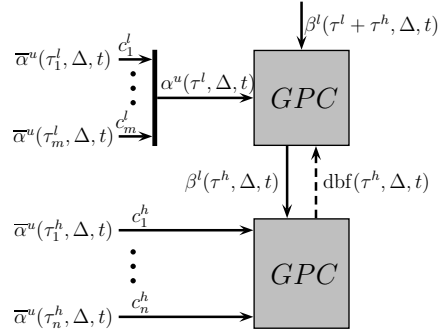 β^l(τ^l + τ^h, Δ, t)
c_1^l
α̅^u(τ_1^l, Δ, t)
α^u(τ^l, Δ, t)
GPC
c_m^l
α̅^u(τ_m^l, Δ, t)
β^l(τ^h, Δ, t)
dbf(τ^h, Δ, t)
c_1^h
α̅^u(τ_1^h, Δ, t)
GPC
c_n^h
α̅^u(τ_n^h, Δ, t)